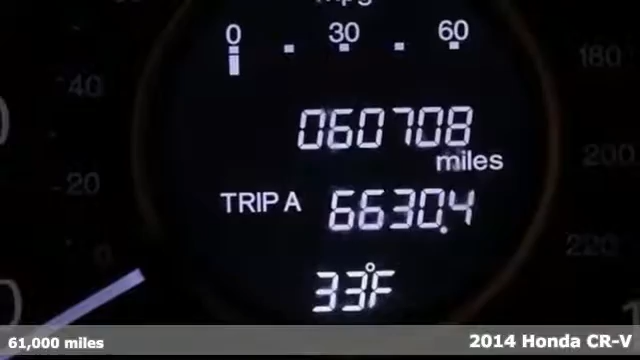 mpg
0 30 60
180
40
060708
miles
200
20
TRIP A 6630.4
220
0
33°F
61,000 miles
2014 Honda CR-V